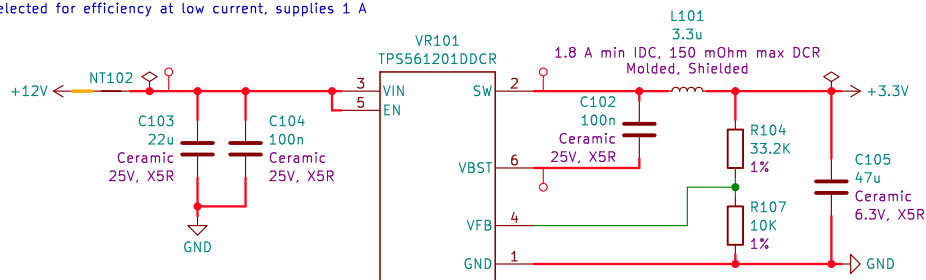 elected for efficiency at low current, supplies 1 A
L101
3.3u
1.8 A min IDC, 150 mOhm max DCR
Molded, Shielded
VR101
TPS561201DDCR
NT102
+12V
3
VIN
5
EN
2
SW
+3.3V
C103
22u
Ceramic
25V, X5R
C104
100n
Ceramic
25V, X5R
C102
100n
Ceramic
25V, X5R
R104
33.2K
1%
6
VBST
C105
47u
Ceramic
6.3V, X5R
4
VFB
R107
10K
1%
GND
1
GND
GND